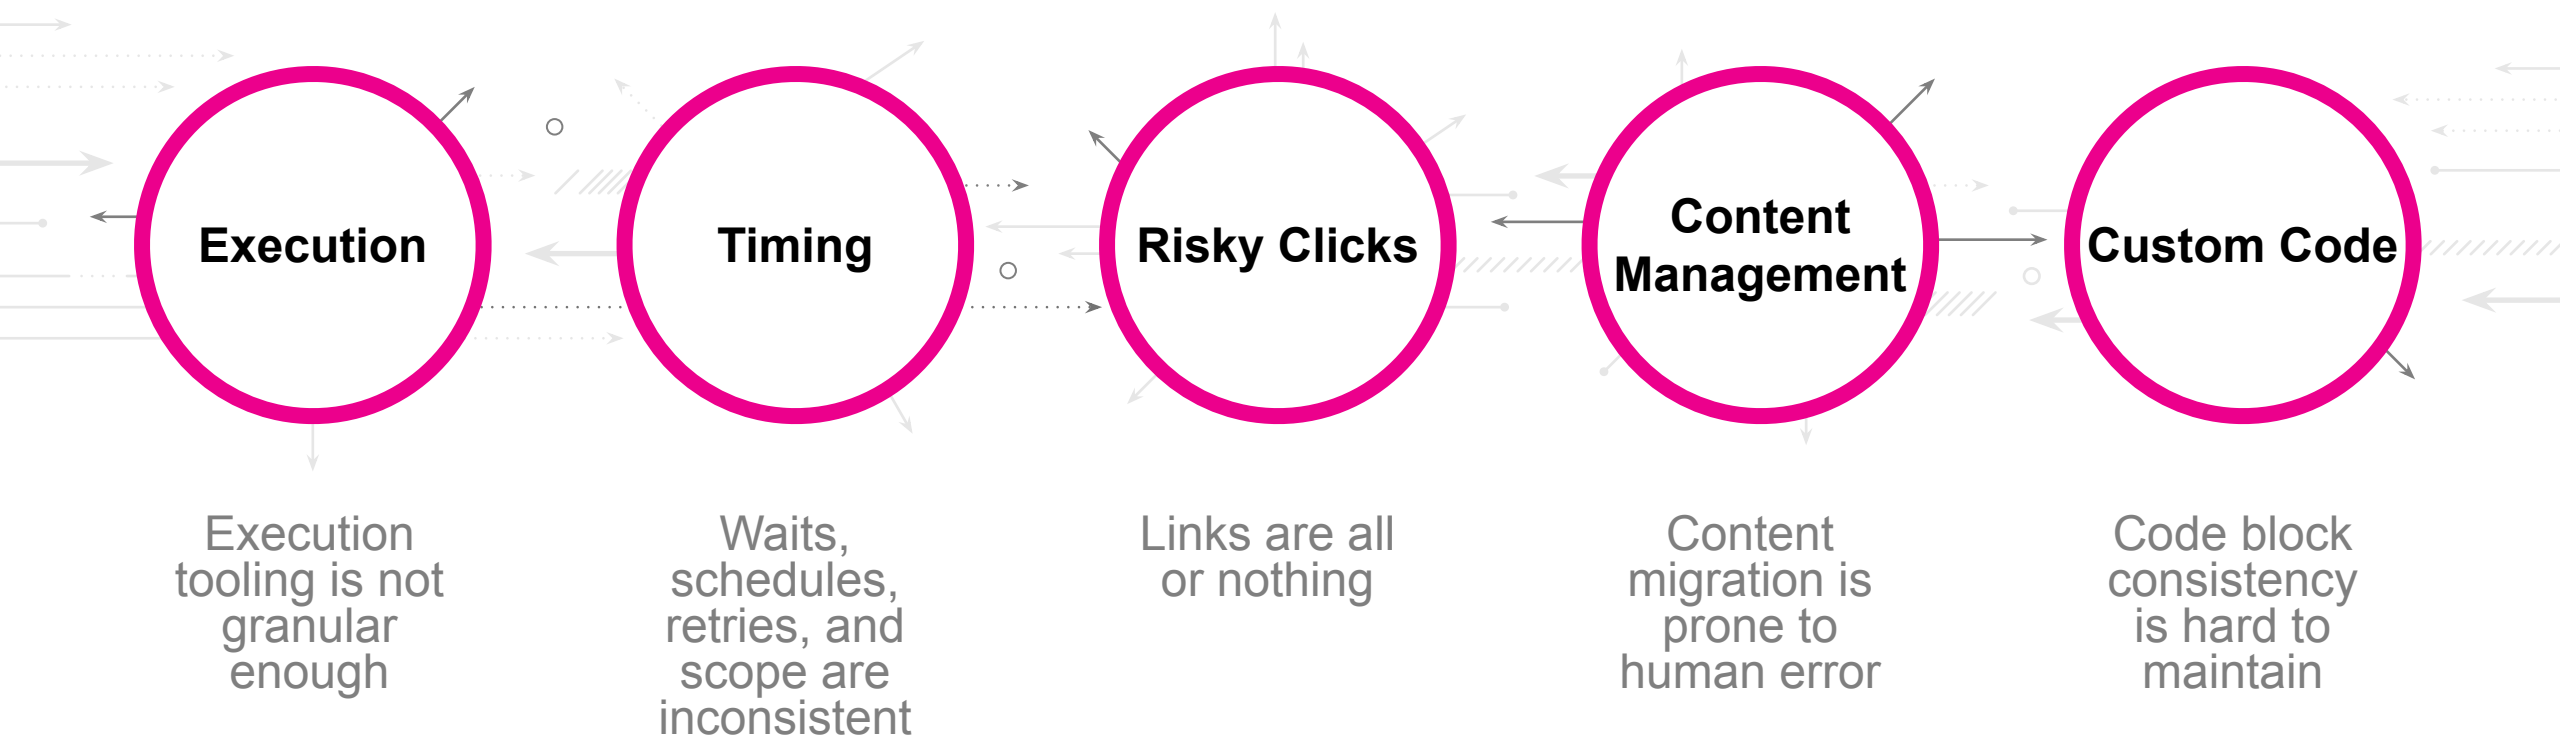 Execution
Timing
Risky Clicks
Content
Management
Custom Code
Execution
tooling is not
granular
enough
Waits,
schedules,
retries, and
scope are
inconsistent
Links are all
or nothing
Content
migration is
prone to
human error
Code block
consistency
is hard to
maintain